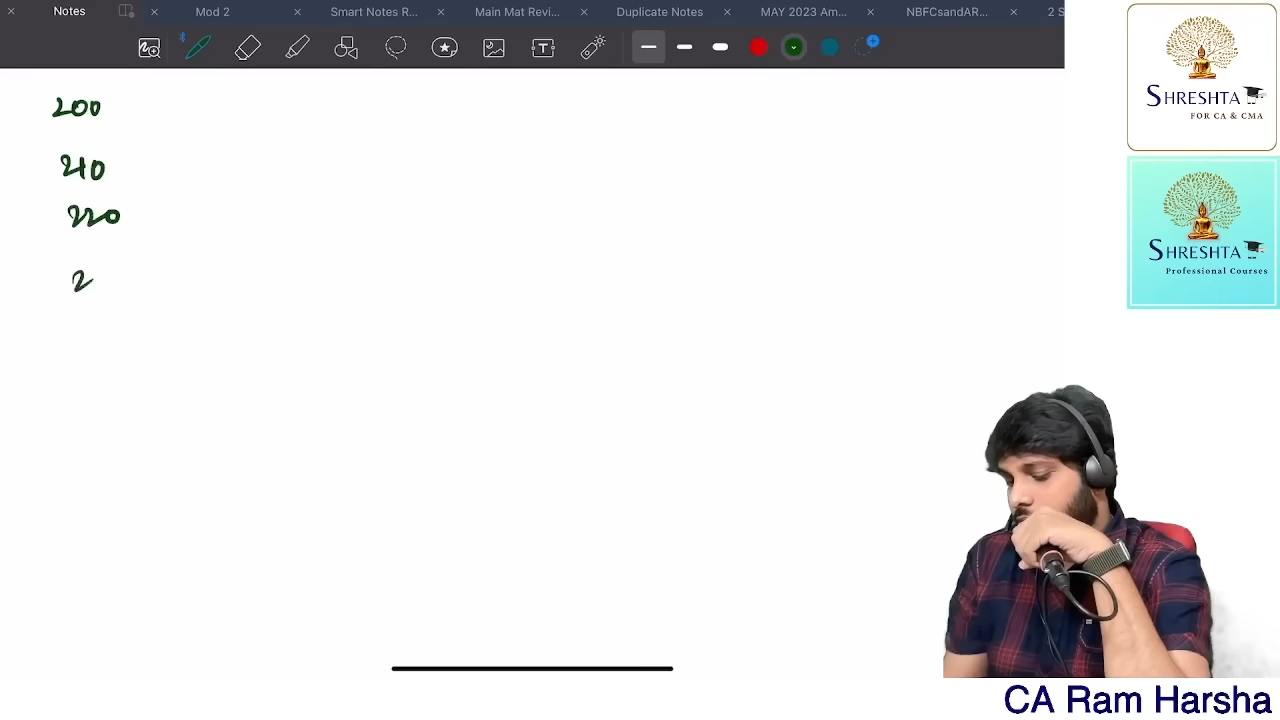 Notes
Mod 2
Smart Notes R...
Main Mat Revi...
Duplicate Notes
MAY 2023 Am...
NBFCsandAR...
2 S
T
200
210
220
2
SHRESHTA
FOR CA & CMA
SHRESHTA
Professional Courses
CA Ram Harsha